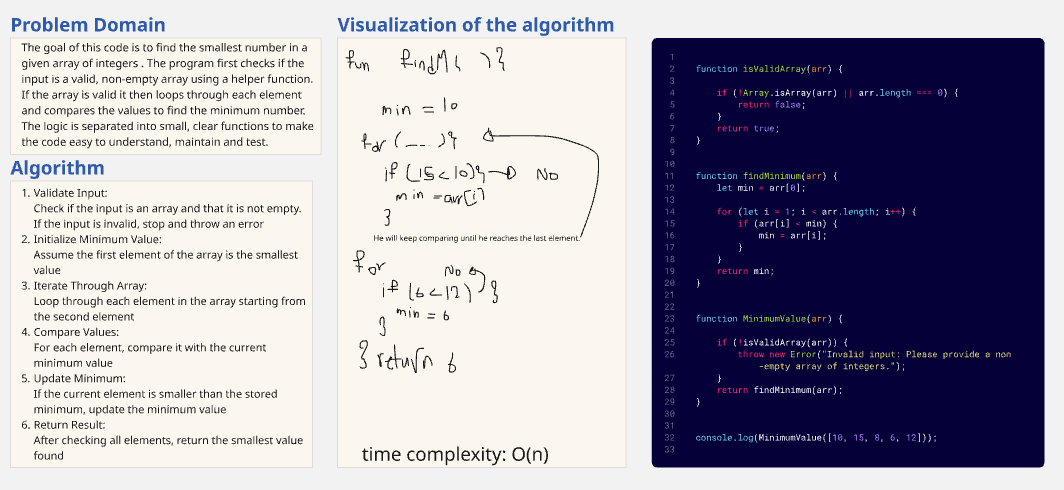 Problem Domain
The goal of this code is to find the smallest number in a
given array of integers . The program first checks if the
input is a valid, non-empty array using a helper function.
If the array is valid it then loops through each element
and compares the values to find the minimum number.
The logic is separated into small, clear functions to make
the code easy to understand, maintain and test.
Algorithm
1. Validate Input:
Check if the input is an array and that it is not empty.
If the input is invalid, stop and throw an error
2. Initialize Minimum Value:
Assume the first element of the array is the smallest
value
3. Iterate Through Array:
Loop through each element in the array starting from
the second element
4. Compare Values:
For each element, compare it with the current
minimum value
5. Update Minimum:
If the current element is smaller than the stored
minimum, update the minimum value
6. Return Result:
After checking all elements, return the smallest value
found
Visualization of the algorithm
fun findM( ) {
min = 10
for (---){
if (15<10){ No
min =arr[i]
}
He will keep comparing until he reaches the last element.
for
No
if (6<12) {
min = 6
}
} return 6
time complexity: O(n)
1
2 function isValidArray(arr) {
3
4 if (!Array.isArray(arr) || arr.length === 0) {
5 return false;
6 }
7 return true;
8 }
9
10
11 function findMinimum(arr) {
12 let min = arr[0];
13
14 for (let i = 1; i < arr.length; i++) {
15 if (arr[i] < min) {
16 min = arr[i];
17 }
18 }
19 return min;
20 }
21
22
23 function MinimumValue(arr) {
24
25 if (!isValidArray(arr)) {
26 throw new Error("Invalid input: Please provide a non
-empty array of integers.");
27 }
28 return findMinimum(arr);
29 }
30
31
32 console.log(MinimumValue([10, 15, 8, 6, 12]));
33